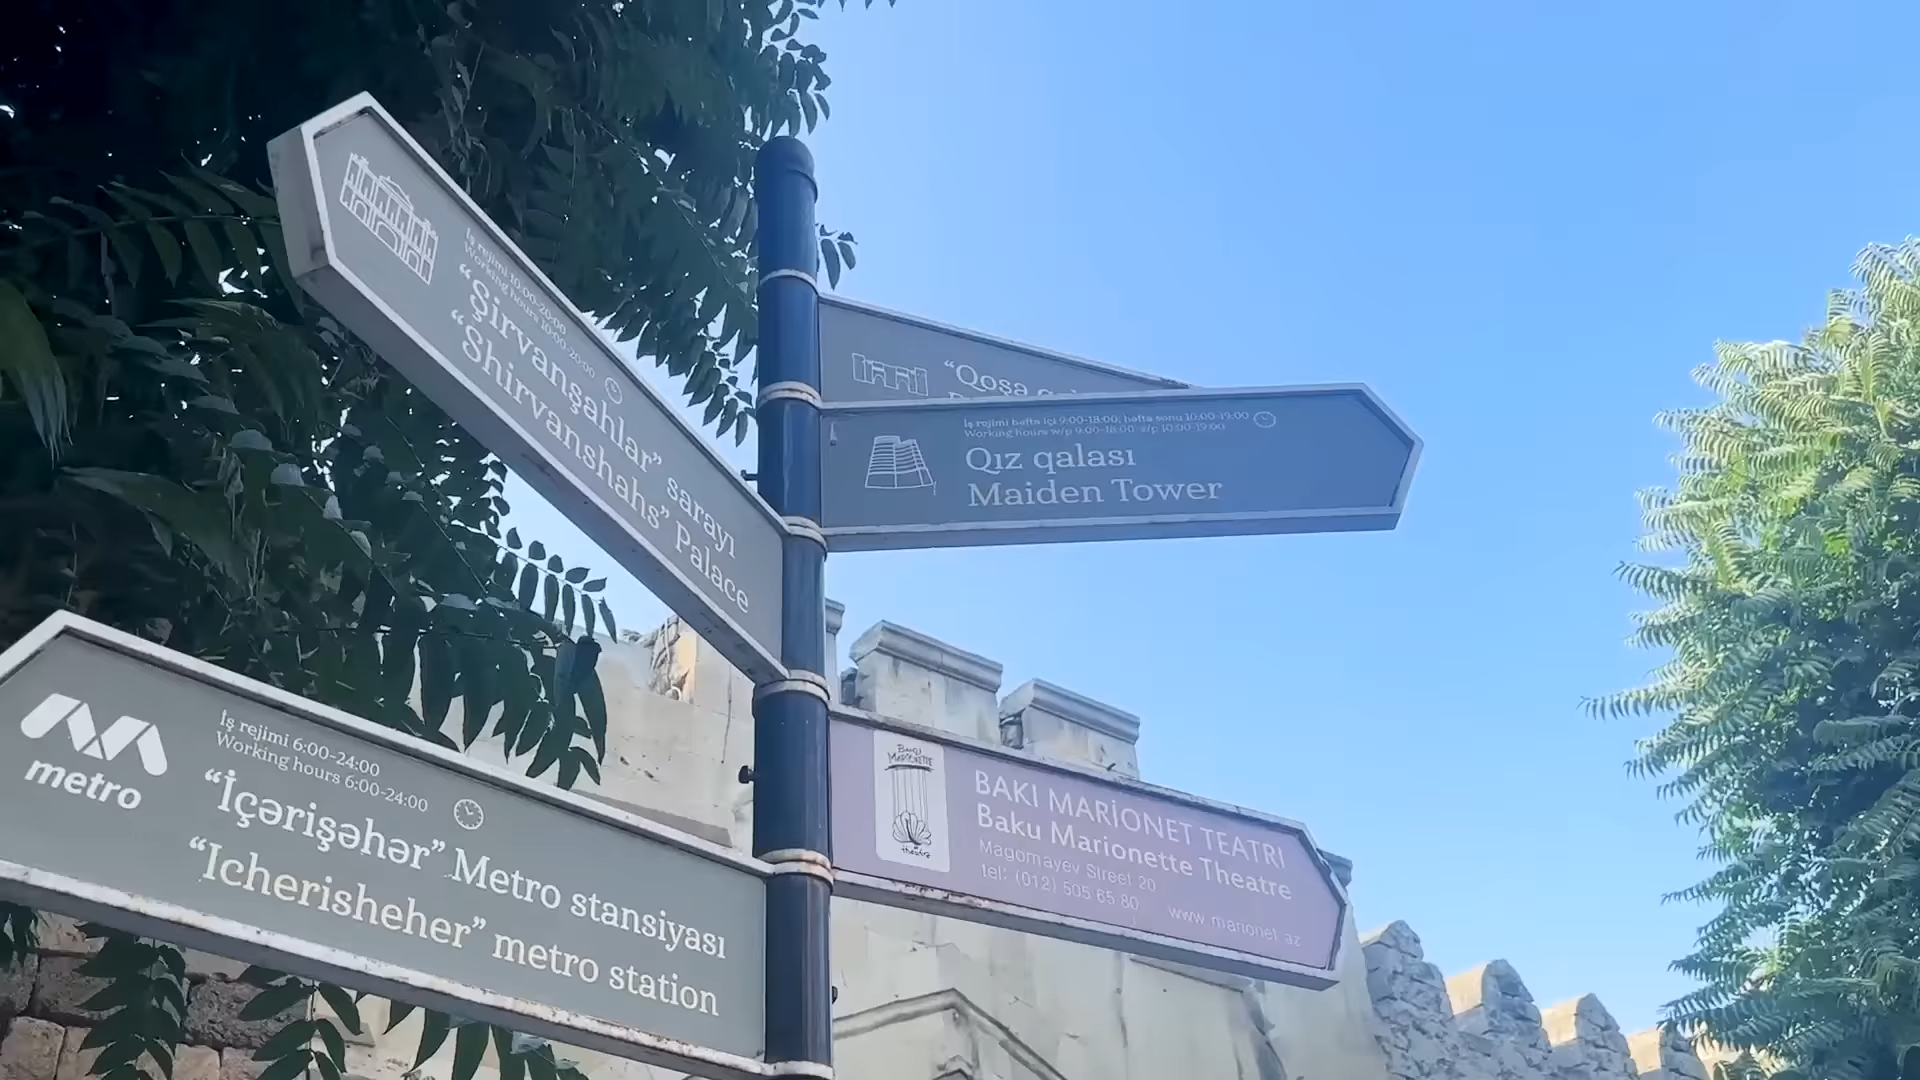 İş rejimi 10:00-20:00
Working hours 10:00-20:00
“Şirvanşahlar” sarayı
“Shirvanshahs” Palace
“Qoşa
İş rejimi həftə içi 9:00-18:00, həftə sonu 10:00-19:00
Working hours w/p 9:00-18:00 10:00-19:00
Qız qalası
Maiden Tower
metro
İş rejimi 6:00-24:00
Working hours 6:00-24:00
“İçərişəhər” Metro stansiyası
“Icherisheher” metro station
BAKU
MARIONETTE
theatre
BAKI MARİONET TEATRI
Baku Marionette Theatre
Magomayev Street 20
tel: (012) 505 65 80
www.marionet.az